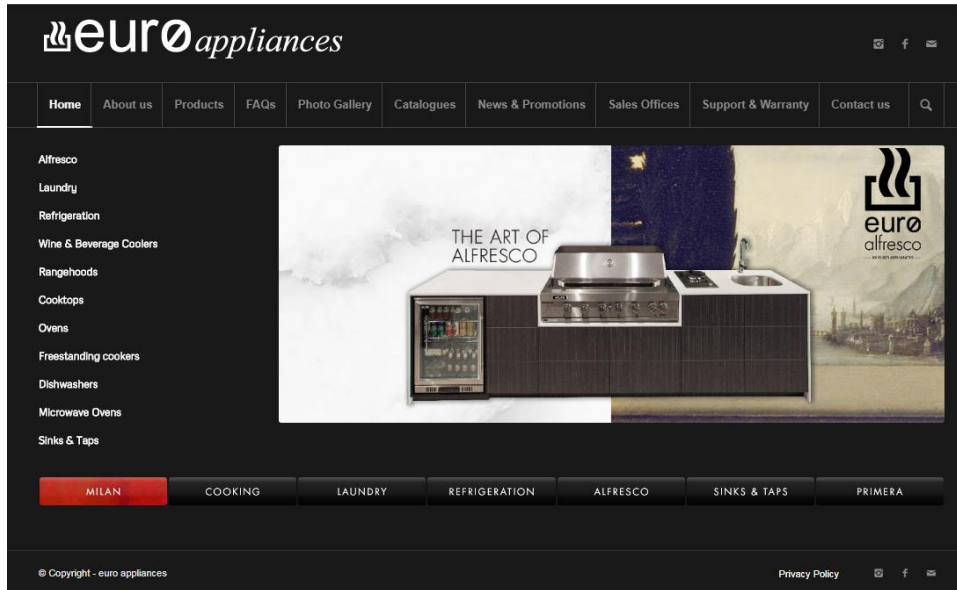 eurø appliances
Home About us Products FAQs Photo Gallery Catalogues News & Promotions Sales Offices Support & Warranty Contact us
Alfresco
Laundry
Refrigeration
Wine & Beverage Coolers
Rangehoods
Cooktops
Ovens
Freestanding cookers
Dishwashers
Microwave Ovens
Sinks & Taps
THE ART OF
ALFRESCO
eurø
alfresco
MILAN COOKING LAUNDRY REFRIGERATION ALFRESCO SINKS & TAPS PRIMERA
© Copyright - euro appliances
Privacy Policy